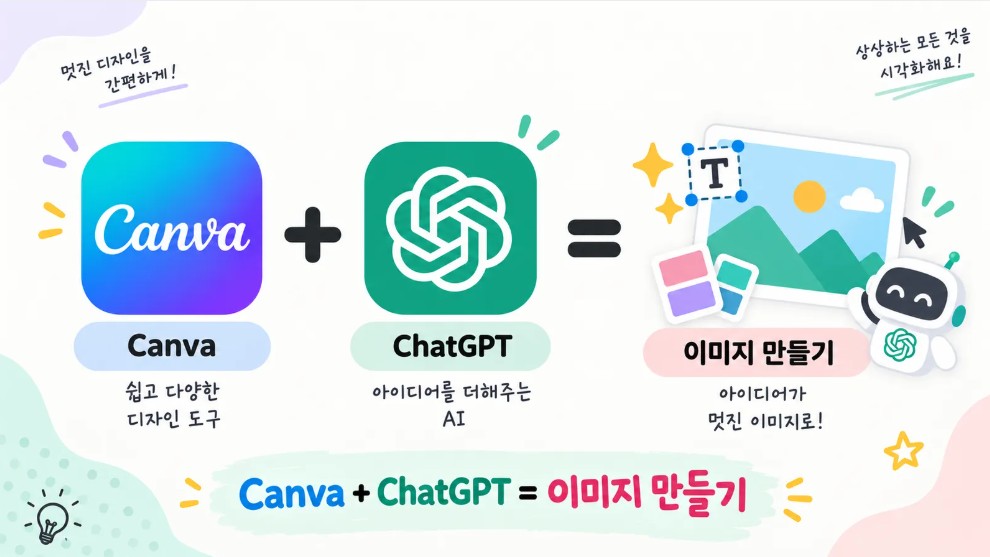 멋진 디자인을
간편하게!
상상하는 모든 것을
시각화해요!
Canva
+
=
T
Canva
ChatGPT
이미지 만들기
쉽고 다양한
디자인 도구
아이디어를 더해주는
AI
아이디어가
멋진 이미지로!
Canva + ChatGPT = 이미지 만들기